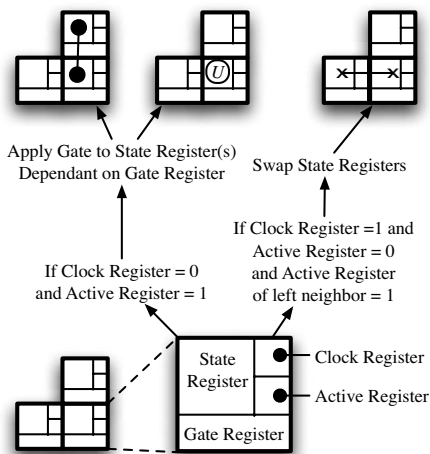 U
Apply Gate to State Register(s)
Dependant on Gate Register
Swap State Registers
If Clock Register =1 and
Active Register = 0
and Active Register
of left neighbor = 1
If Clock Register = 0
and Active Register = 1
State
Register
Clock Register
Active Register
Gate Register